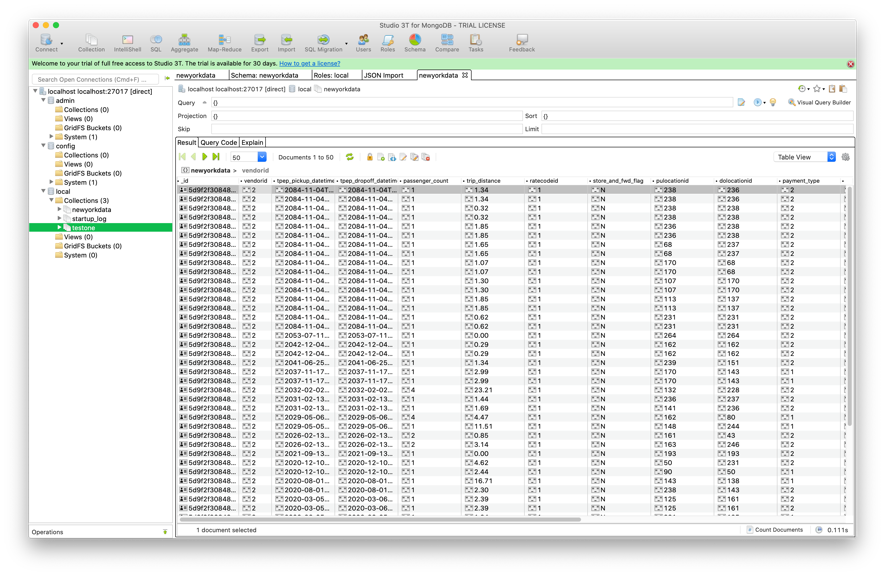 Studio 3T for MongoDB - TRIAL LICENSE
Connect Collection IntelliShell SQL Aggregate Map-Reduce Export Import SQL Migration Users Roles Schema Compare Tasks Feedback
Welcome to your trial of full free access to Studio 3T. The trial is available for 30 days. How to get a license?
Search Open Connections (Cmd+F) ...
localhost localhost:27017 [direct]
admin
Collections (0)
Views (0)
GridFS Buckets (0)
System (1)
config
Collections (0)
Views (0)
GridFS Buckets (0)
System (1)
local
Collections (3)
newyorkdata
startup_log
testone
Views (0)
GridFS Buckets (0)
System (0)
Operations
newyorkdata Schema: newyorkdata Roles: local JSON Import newyorkdata
localhost localhost:27017 [direct] local newyorkdata
Query {} Visual Query Builder
Projection {} Sort {}
Skip Limit
Result Query Code Explain
50 Documents 1 to 50 Table View
newyorkdata > vendorid
_id vendorid tpep_pickup_datetime tpep_dropoff_datetim passenger_count trip_distance ratecodeid store_and_fwd_flag pulocationid dolocationid payment_type
5d9f2f30848... 2 2084-11-04T... 2084-11-04T... 1 1.34 1 N 238 236 2
5d9f2f30848... 2 2084-11-04... 2084-11-04... 1 1.34 1 N 238 236 2
5d9f2f30848... 2 2084-11-04... 2084-11-04... 1 0.32 1 N 238 238 2
5d9f2f30848... 2 2084-11-04... 2084-11-04... 1 0.32 1 N 238 238 2
5d9f2f30848... 2 2084-11-04... 2084-11-04... 1 1.85 1 N 236 238 2
5d9f2f30848... 2 2084-11-04... 2084-11-04... 1 1.85 1 N 236 238 2
5d9f2f30848... 2 2084-11-04... 2084-11-04... 1 1.65 1 N 68 237 2
5d9f2f30848... 2 2084-11-04... 2084-11-04... 1 1.65 1 N 68 237 2
5d9f2f30848... 2 2084-11-04... 2084-11-04... 1 1.07 1 N 170 68 2
5d9f2f30848... 2 2084-11-04... 2084-11-04... 1 1.07 1 N 170 68 2
5d9f2f30848... 2 2084-11-04... 2084-11-04... 1 1.30 1 N 107 170 2
5d9f2f30848... 2 2084-11-04... 2084-11-04... 1 1.30 1 N 107 170 2
5d9f2f30848... 2 2084-11-04... 2084-11-04... 1 1.85 1 N 113 137 2
5d9f2f30848... 2 2084-11-04... 2084-11-04... 1 1.85 1 N 113 137 2
5d9f2f30848... 2 2084-11-04... 2084-11-04... 1 0.62 1 N 231 231 2
5d9f2f30848... 2 2084-11-04... 2084-11-04... 1 0.62 1 N 231 231 2
5d9f2f30848... 2 2053-07-11... 2053-07-11... 1 0.00 1 N 264 264 2
5d9f2f30848... 2 2042-12-04... 2042-12-04... 1 0.29 1 N 162 162 2
5d9f2f30848... 2 2042-12-04... 2042-12-04... 1 0.29 1 N 162 162 2
5d9f2f30848... 2 2041-06-25... 2041-06-25... 1 1.34 1 N 239 151 2
5d9f2f30848... 2 2037-11-17... 2037-11-17... 1 2.99 1 N 170 143 1
5d9f2f30848... 2 2037-11-17... 2037-11-17... 1 2.99 1 N 170 143 1
5d9f2f30848... 2 2032-02-02... 2032-02-02... 4 23.21 1 N 132 228 2
5d9f2f30848... 2 2031-02-13... 2031-02-13... 1 1.44 1 N 236 237 2
5d9f2f30848... 2 2031-02-13... 2031-02-13... 1 1.69 1 N 141 236 2
5d9f2f30848... 2 2029-05-06... 2029-05-06... 4 4.47 1 N 162 80 1
5d9f2f30848... 2 2029-05-05... 2029-05-05... 1 11.51 1 N 148 244 1
5d9f2f30848... 2 2026-02-13... 2026-02-13... 2 0.85 1 N 161 43 2
5d9f2f30848... 2 2026-02-13... 2026-02-13... 2 3.14 1 N 163 246 2
5d9f2f30848... 2 2021-09-13... 2021-09-13... 1 0.00 1 N 193 193 2
5d9f2f30848... 2 2020-12-10... 2020-12-10... 1 4.62 1 N 50 231 2
5d9f2f30848... 2 2020-12-10... 2020-12-10... 1 2.44 1 N 90 50 1
5d9f2f30848... 2 2020-08-01... 2020-08-01... 1 16.71 1 N 143 138 1
5d9f2f30848... 2 2020-08-01... 2020-08-01... 1 2.30 1 N 238 143 2
5d9f2f30848... 2 2020-03-05... 2020-03-06... 1 2.39 1 N 125 161 2
5d9f2f30848... 2 2020-03-05... 2020-03-06... 1 2.39 1 N 125 161 2
1 document selected Count Documents 0.111s